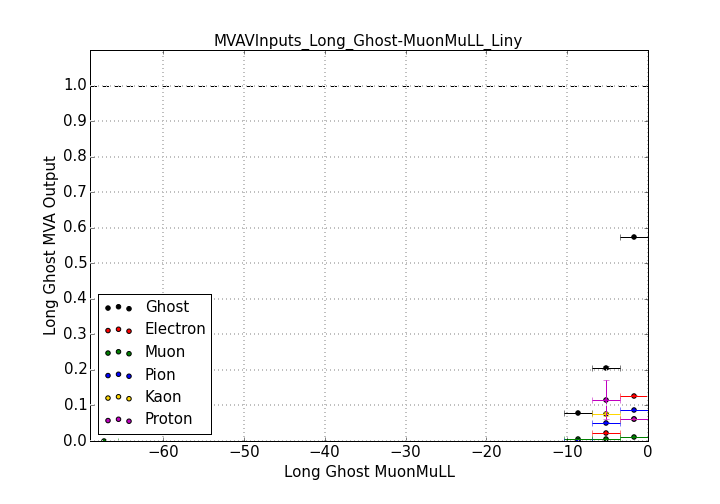 MVAVInputs_Long_Ghost-MuonMuLL_Liny
Long Ghost MVA Output
1.0
0.9
0.8
0.7
0.6
0.5
0.4
0.3
0.2
0.1
0.0
Ghost
Electron
Muon
Pion
Kaon
Proton
−60 −50 −40 −30 −20 −10 0
Long Ghost MuonMuLL